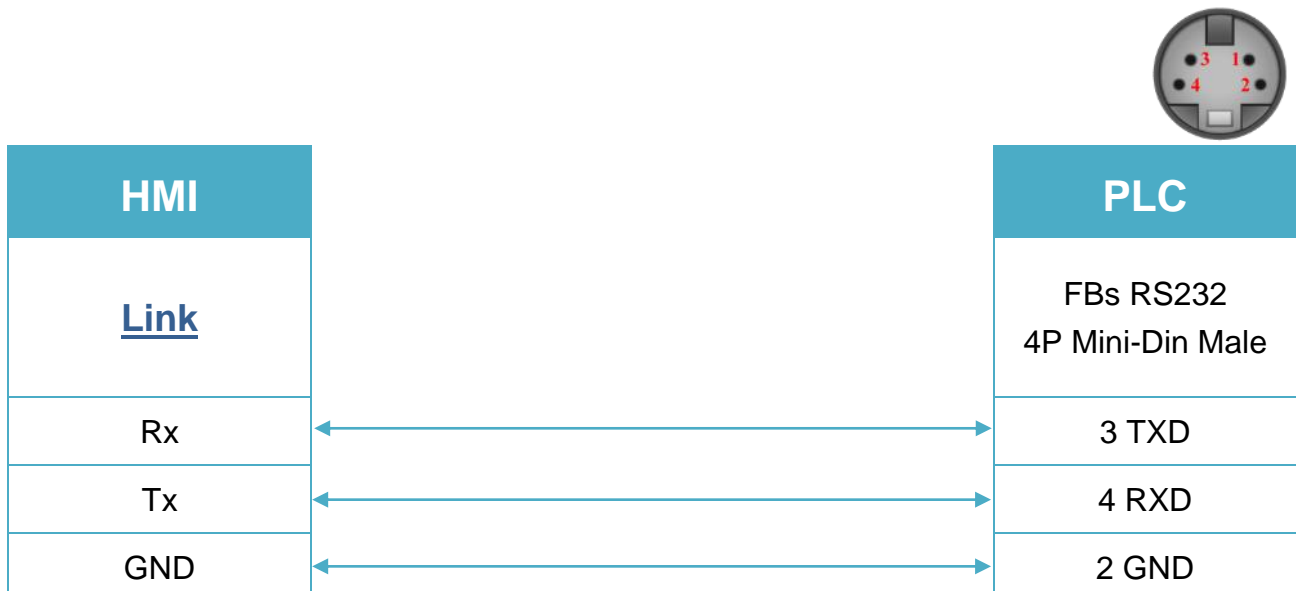 3 1
4 2
HMI PLC
Link
FBs RS232
4P Mini-Din Male
Rx 3 TXD
Tx 4 RXD
GND 2 GND